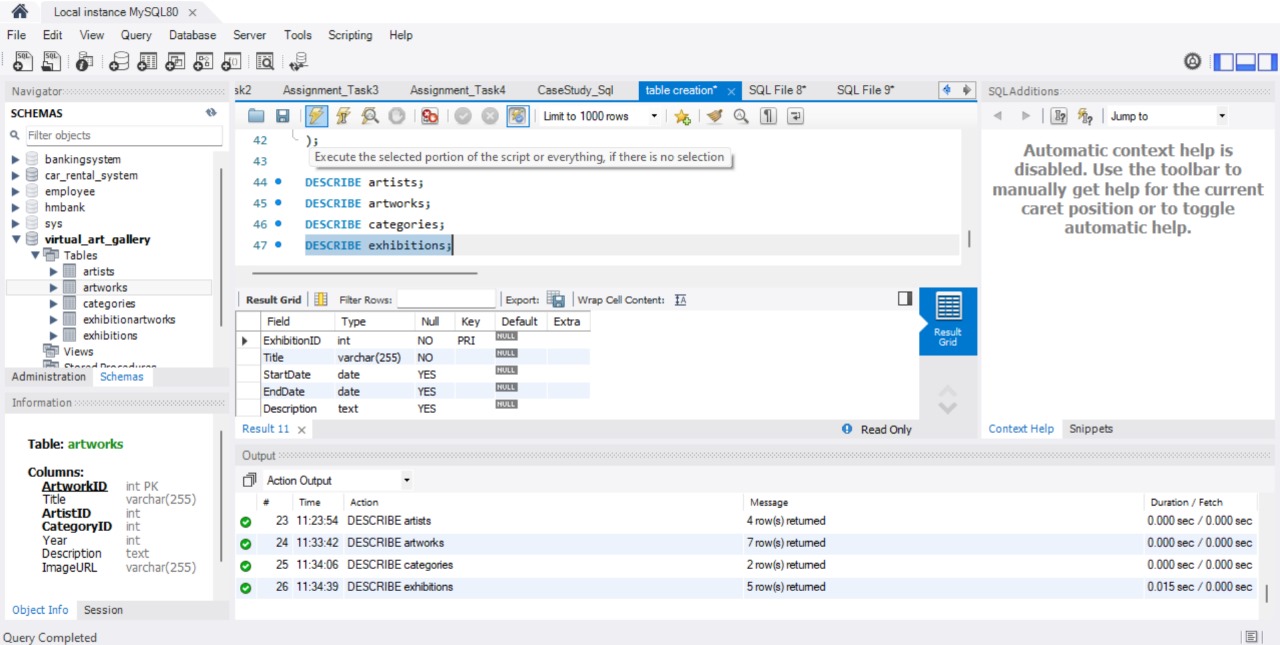 Local instance MySQL80
File Edit View Query Database Server Tools Scripting Help
Navigator
SCHEMAS
Filter objects
bankingsystem
car_rental_system
employee
hmbank
sys
virtual_art_gallery
Tables
artists
artworks
categories
exhibitionartworks
exhibitions
Views
Stored Procedures
Administration Schemas
Information
Table: artworks
Columns:
ArtworkID int PK
Title varchar(255)
ArtistID int
CategoryID int
Year int
Description text
ImageURL varchar(255)
Object Info Session
Query Completed
sk2 Assignment_Task3 Assignment_Task4 CaseStudy_Sql table creation* SQL File 8* SQL File 9*
Limit to 1000 rows
42 );
43
Execute the selected portion of the script or everything, if there is no selection
44 DESCRIBE artists;
45 DESCRIBE artworks;
46 DESCRIBE categories;
47 DESCRIBE exhibitions;
Result Grid Filter Rows: Export: Wrap Cell Content:
Field Type Null Key Default Extra
ExhibitionID int NO PRI NULL
Title varchar(255) NO NULL
StartDate date YES NULL
EndDate date YES NULL
Description text YES NULL
Result Grid
Result 11 Read Only
Output
Action Output
# Time Action Message Duration / Fetch
23 11:23:54 DESCRIBE artists 4 row(s) returned 0.000 sec / 0.000 sec
24 11:33:42 DESCRIBE artworks 7 row(s) returned 0.000 sec / 0.000 sec
25 11:34:06 DESCRIBE categories 2 row(s) returned 0.000 sec / 0.000 sec
26 11:34:39 DESCRIBE exhibitions 5 row(s) returned 0.015 sec / 0.000 sec
SQLAdditions
Jump to
Automatic context help is
disabled. Use the toolbar to
manually get help for the current
caret position or to toggle
automatic help.
Context Help Snippets